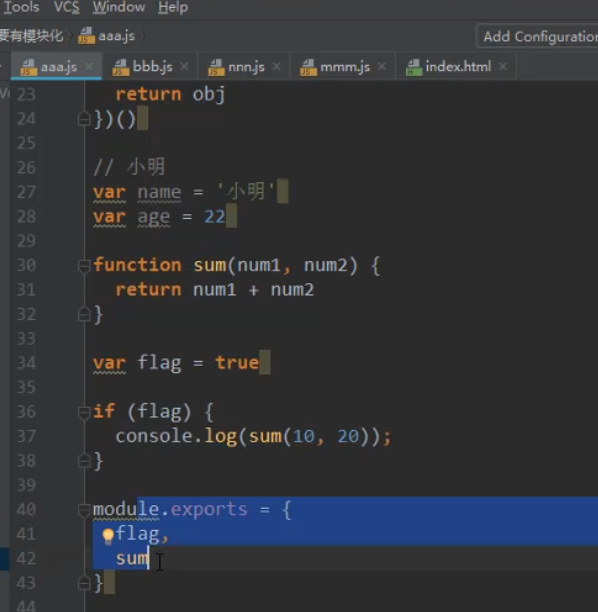 Tools VCS Window Help
要有模块化 aaa.js Add Configuration
aaa.js bbb.js nnn.js mmm.js index.html
23 return obj
24 })()
25
26 // 小明
27 var name = '小明'
28 var age = 22
29
30 function sum(num1, num2) {
31 return num1 + num2
32 }
33
34 var flag = true
35
36 if (flag) {
37 console.log(sum(10, 20));
38 }
39
40 module.exports = {
41 flag,
42 sum
43 }
44